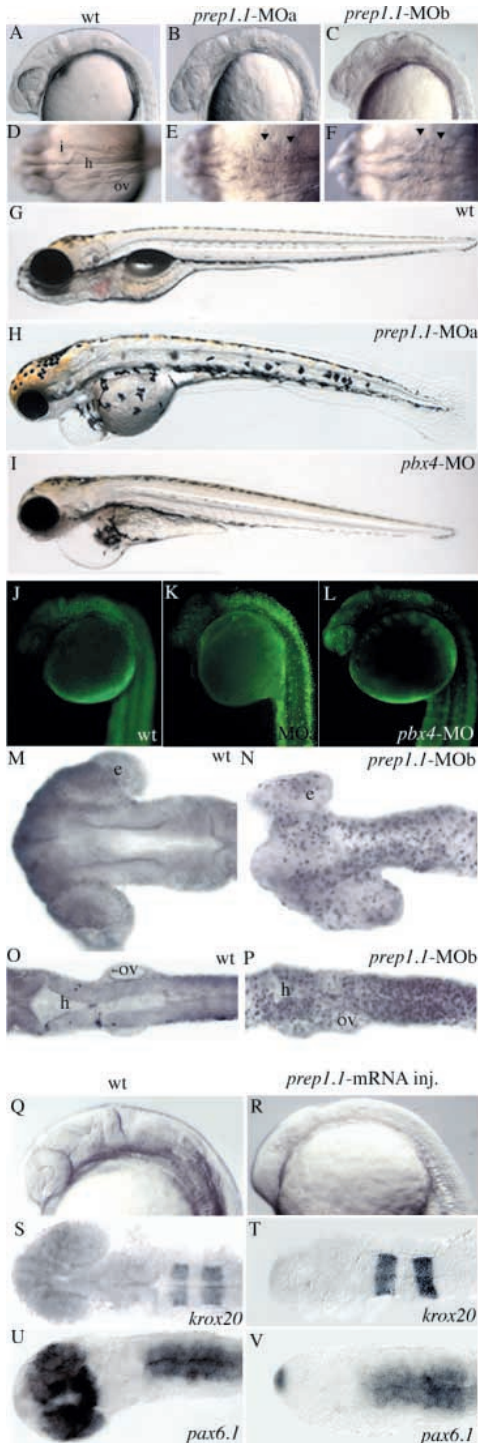 wt prep1.1-MOa prep1.1-MOb
A B C
D E F
i
h
ov
G wt
H prep1.1-MOa
I pbx4-MO
J K L
wt MO pbx4-MO
M wt N prep1.1-MOb
e e
O wt P prep1.1-MOb
ov
h h
ov
wt prep1.1-mRNA inj.
Q R
S T
krox20 krox20
U V
pax6.1 pax6.1